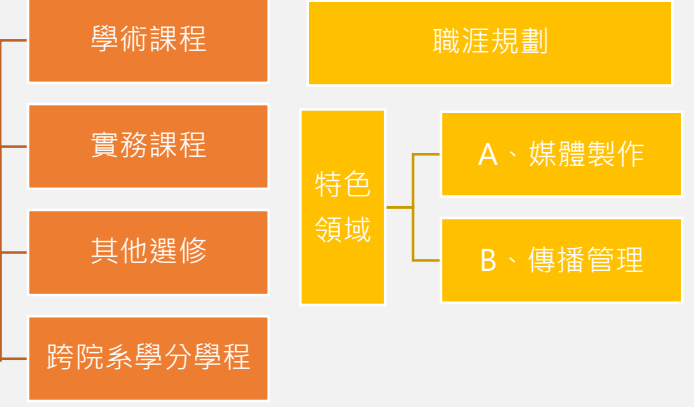 學術課程
實務課程
其他選修
跨院系學分學程
職涯規劃
特色
領域
A、媒體製作
B、傳播管理